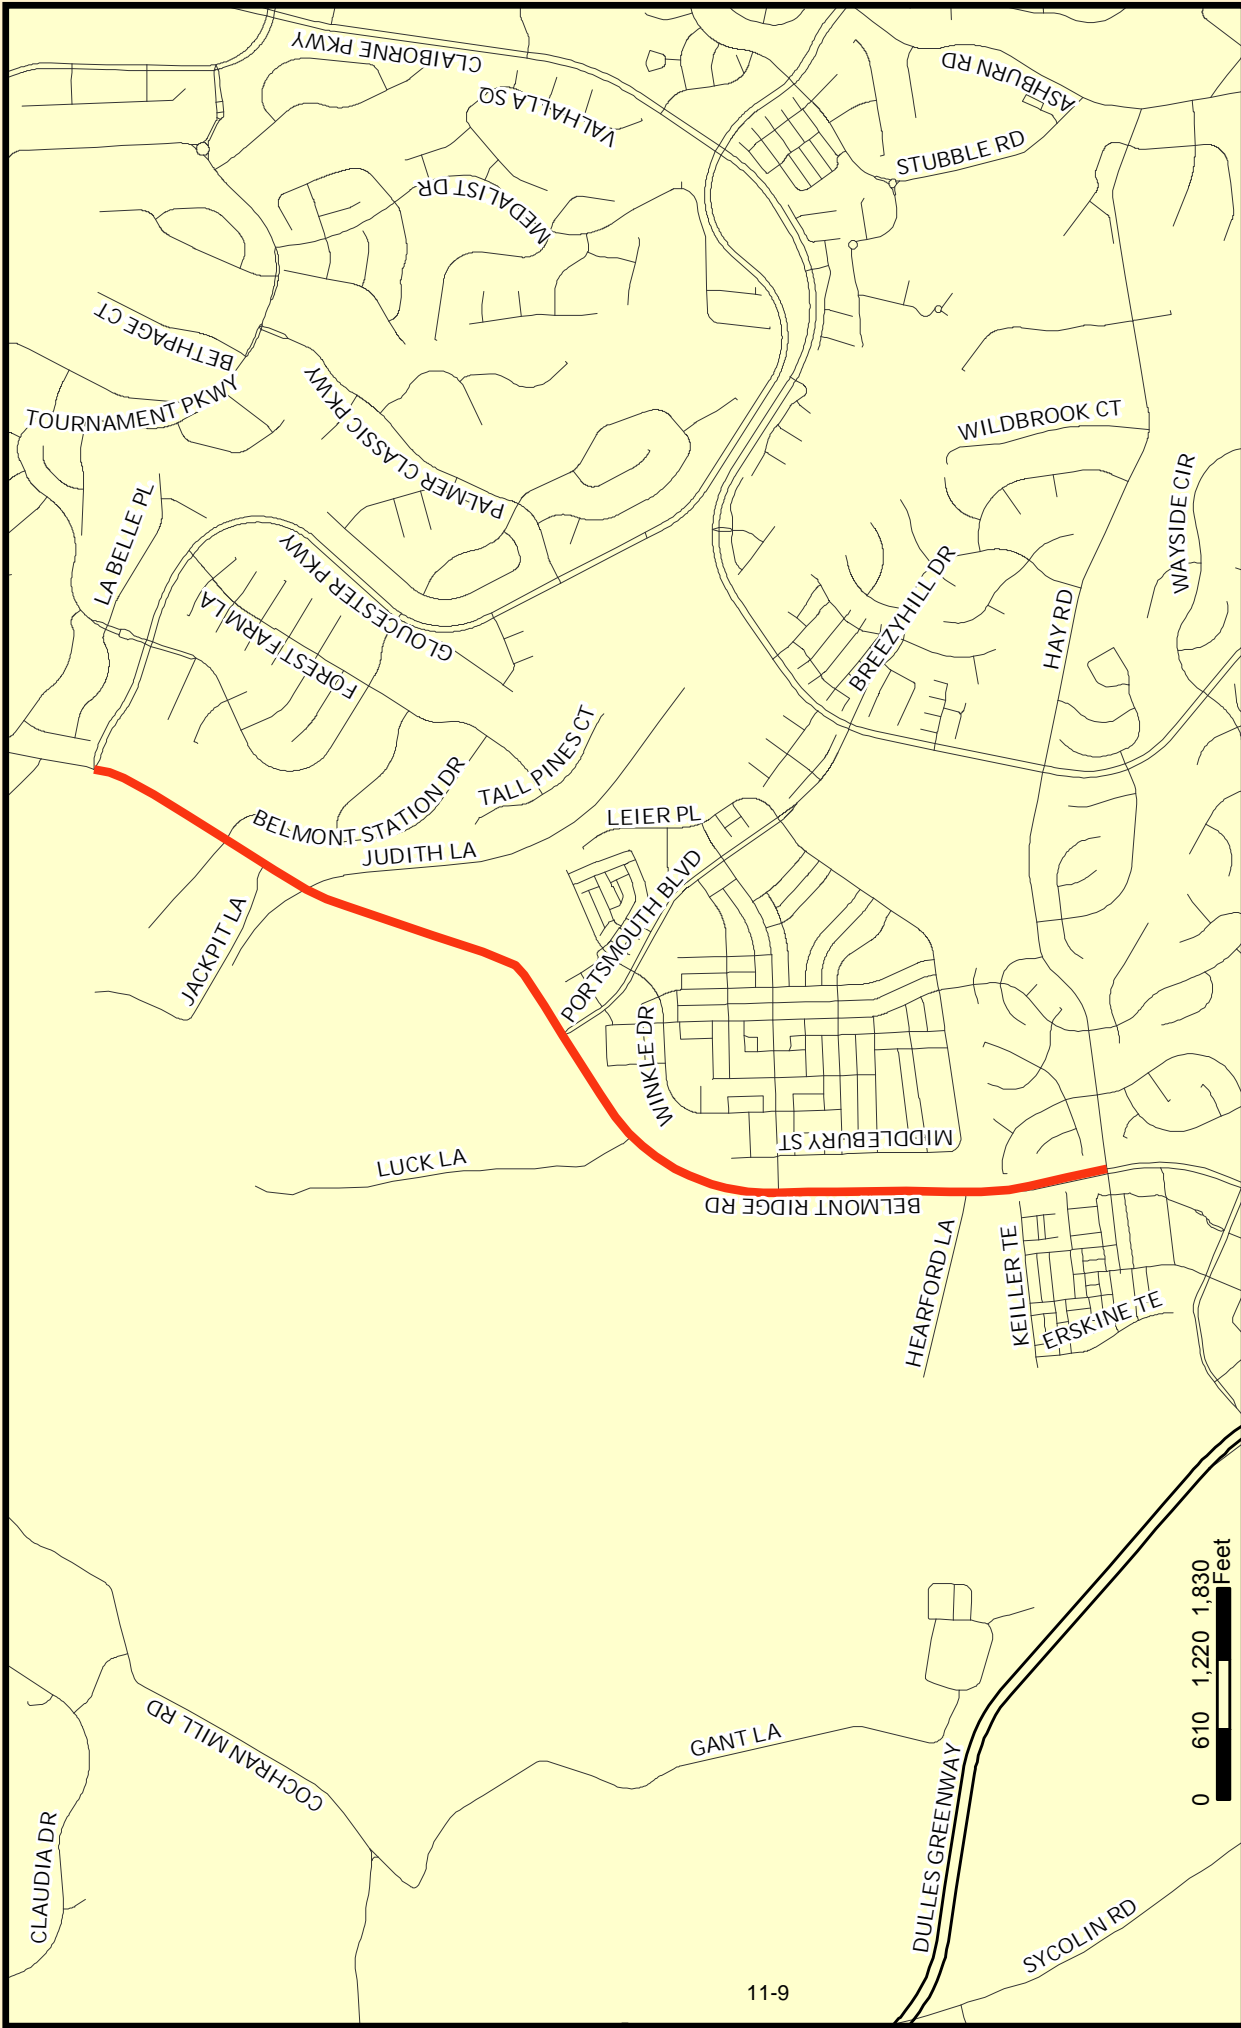 CLAIBORNE PKWY
ASHBURN RD
VALHALLA SQ
STUBBLE RD
MEDALIST DR
BETHPAGE CT
TOURNAMENT PKWY
PALMER CLASSIC PKWY
WILDBROOK CT
WAYSIDE CIR
LA BELLE PL
GLOUCESTER PKWY
BREEZYHILL DR
FOREST FARM LA
HAY RD
TALL PINES CT
BELMONT STATION DR
LEIER PL
JUDITH LA
PORTSMOUTH BLVD
JACKPIT LA
WINKLE DR
MIDDLEBURY ST
LUCK LA
BELMONT RIDGE RD
HEARFORD LA
KEILLER TE
ERSKINE TE
COCHRAN MILL RD
GANT LA
CLAUDIA DR
DULLES GREENWAY
SYCOLIN RD
0 610 1,220 1,830
Feet
11-9